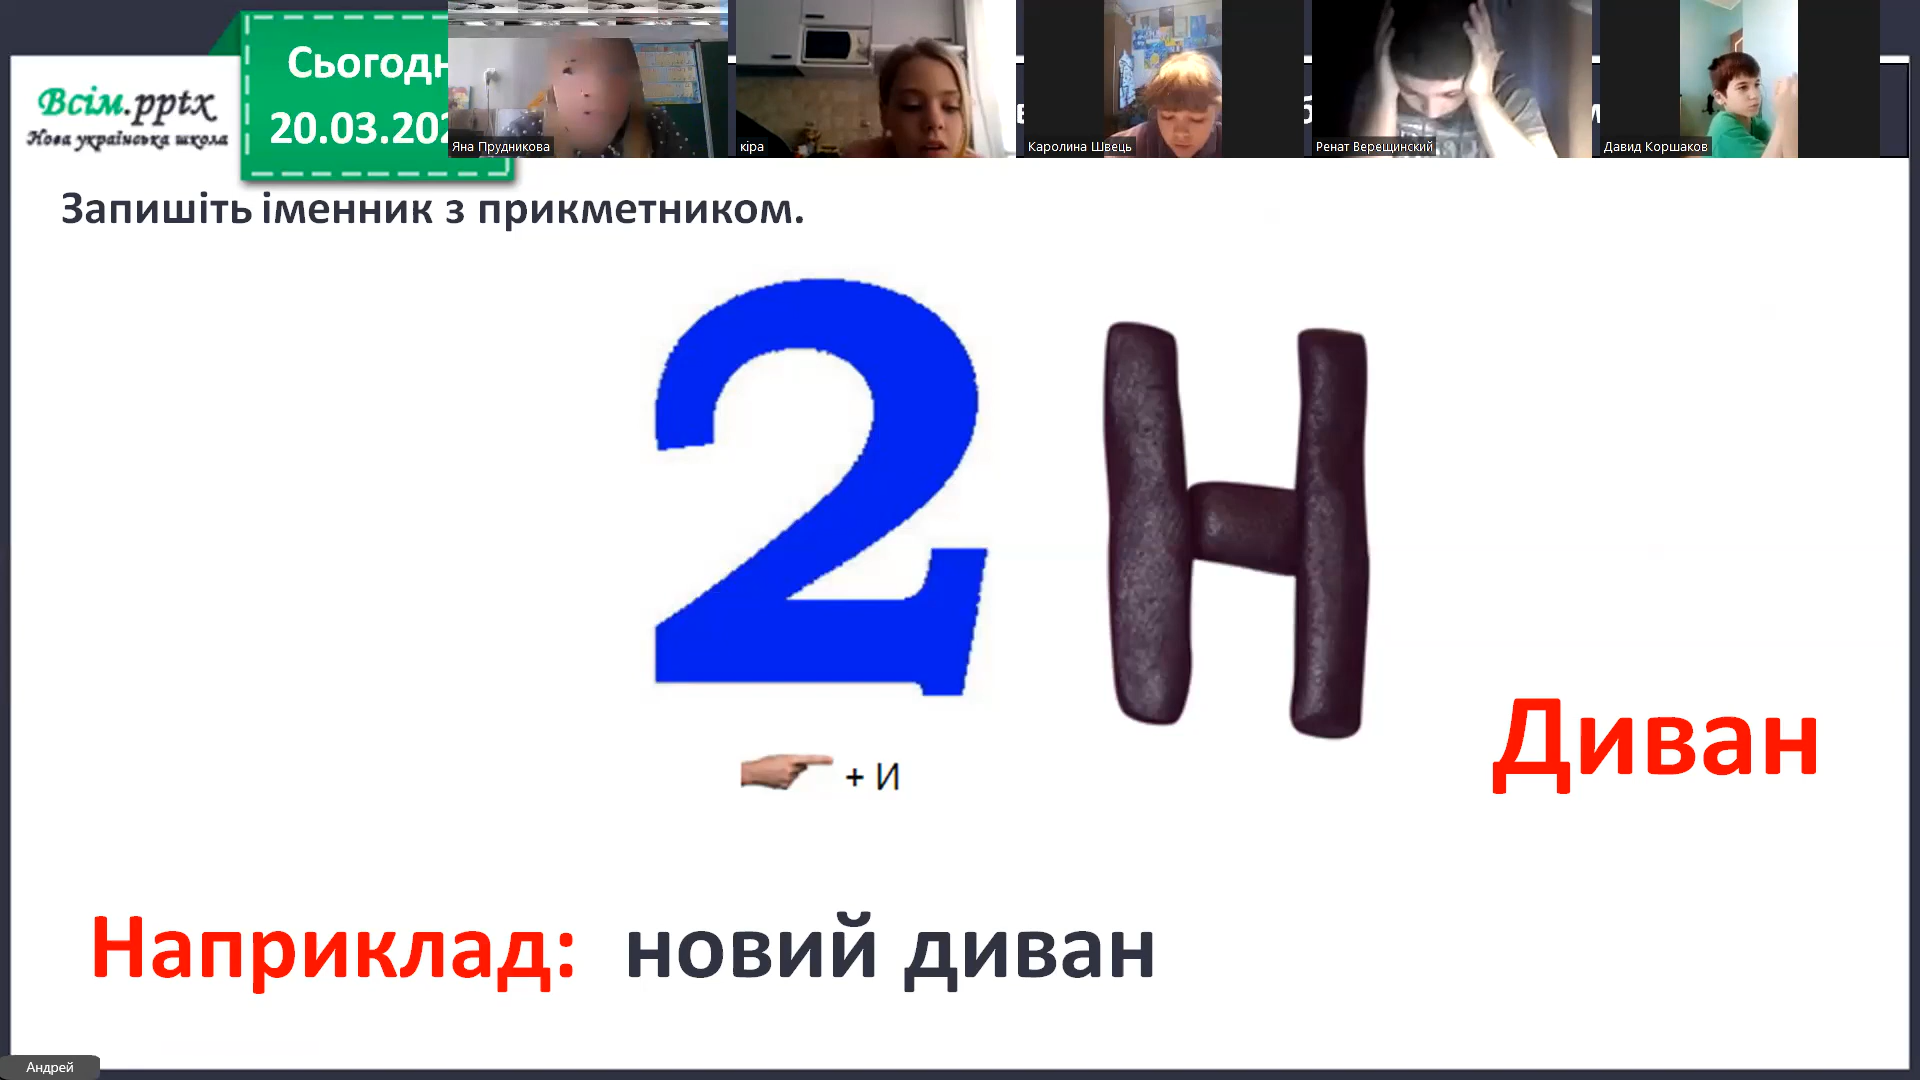 Всім.pptx
Нова українська школа
Сьогодн
20.03.202
Яна Прудникова
кіра
Каролина Швець
Ренат Верещинский
Давид Коршаков
Запишіть іменник з прикметником.
2 Н
+ И
Диван
Наприклад: новий диван
Андрей